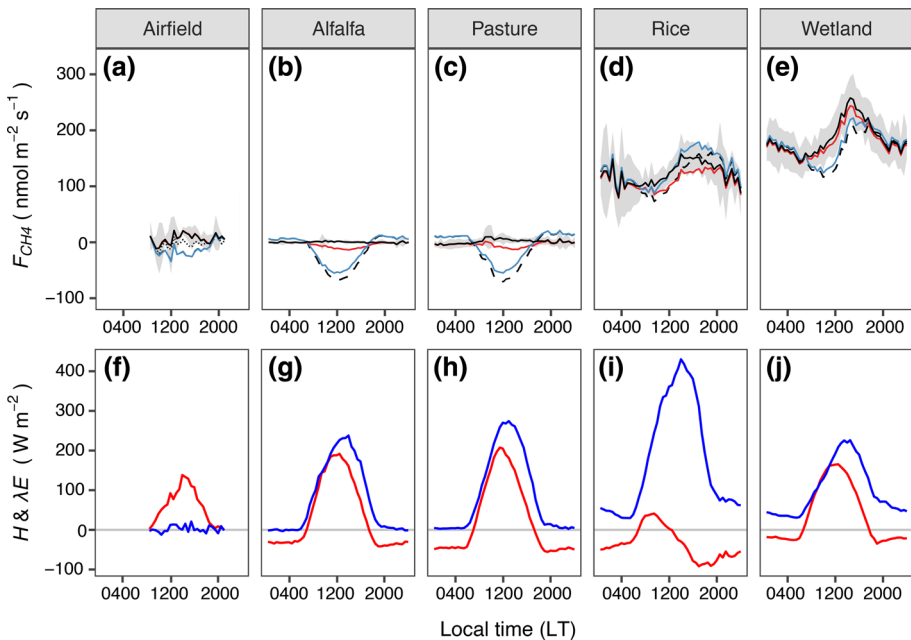 Airfield Alfalfa Pasture Rice Wetland
(a) (b) (c) (d) (e)
300
200
100
0
−100
F_CH4 ( nmol m⁻² s⁻¹ )
0400 1200 2000 0400 1200 2000 0400 1200 2000 0400 1200 2000 0400 1200 2000
(f) (g) (h) (i) (j)
400
300
200
100
0
−100
H & λE ( W m⁻² )
0400 1200 2000 0400 1200 2000 0400 1200 2000 0400 1200 2000 0400 1200 2000
Local time (LT)